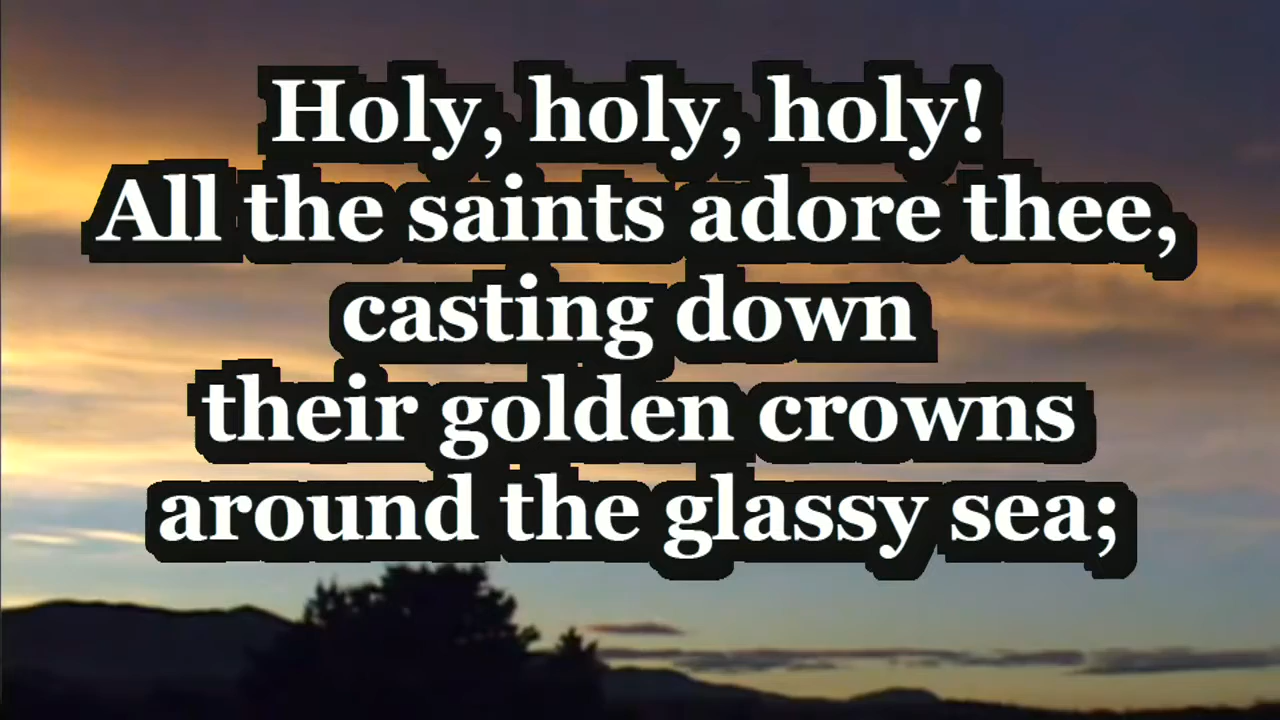 Holy, holy, holy!
All the saints adore thee,
casting down
their golden crowns
around the glassy sea;